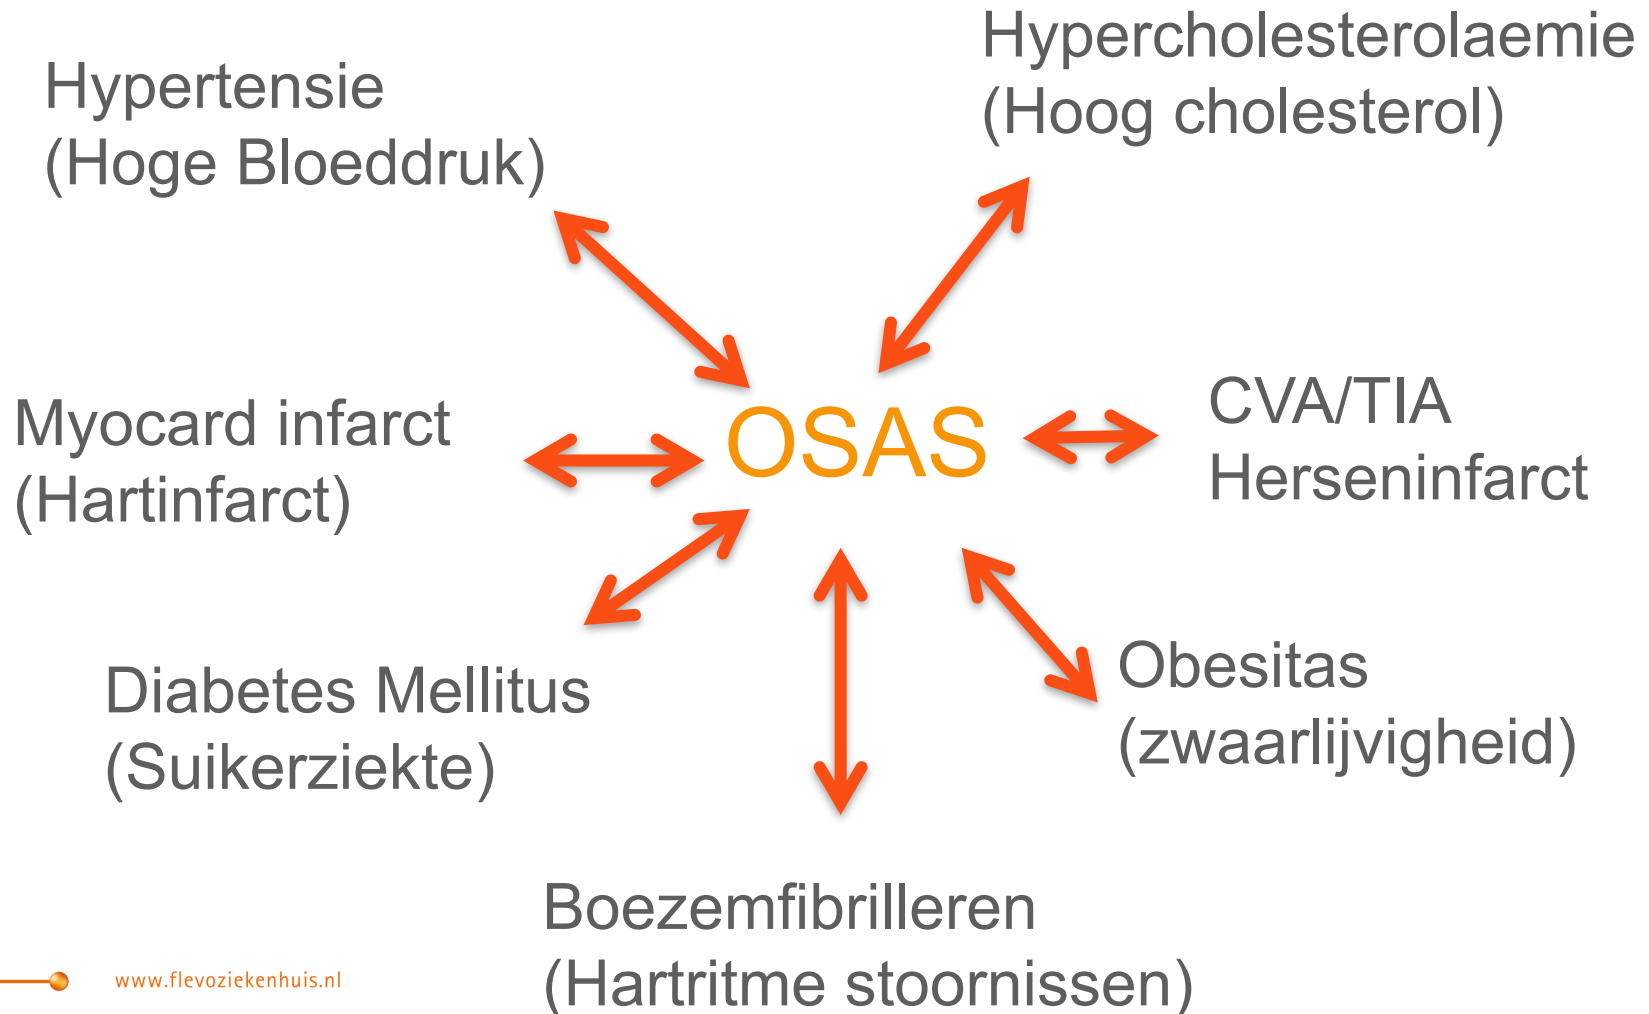 Hypercholesterolaemie
(Hoog cholesterol)
Hypertensie
(Hoge Bloeddruk)
Myocard infarct
(Hartinfarct)
OSAS
CVA/TIA
Herseninfarct
Diabetes Mellitus
(Suikerziekte)
Obesitas
(zwaarlijvigheid)
Boezemfibrilleren
(Hartritme stoornissen)
www.flevoziekenhuis.nl